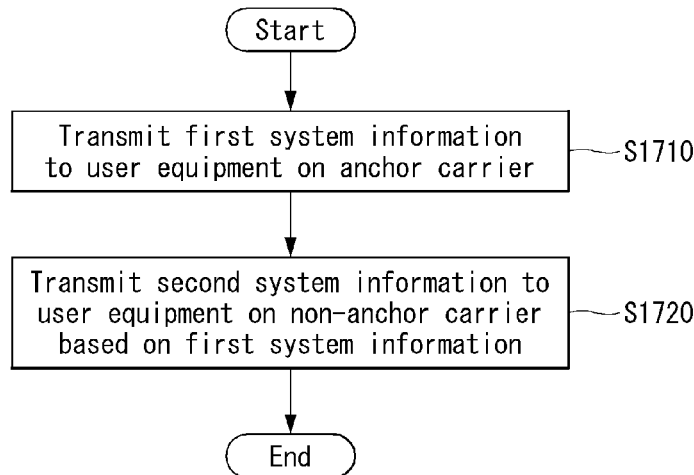 Start
Transmit first system information
to user equipment on anchor carrier
S1710
Transmit second system information to
user equipment on non-anchor carrier
based on first system information
S1720
End